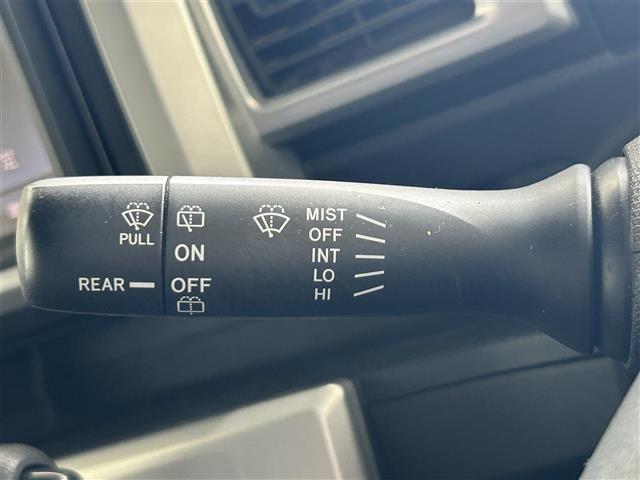 PULL
REAR
ON
OFF
MIST
OFF
INT
LO
HI